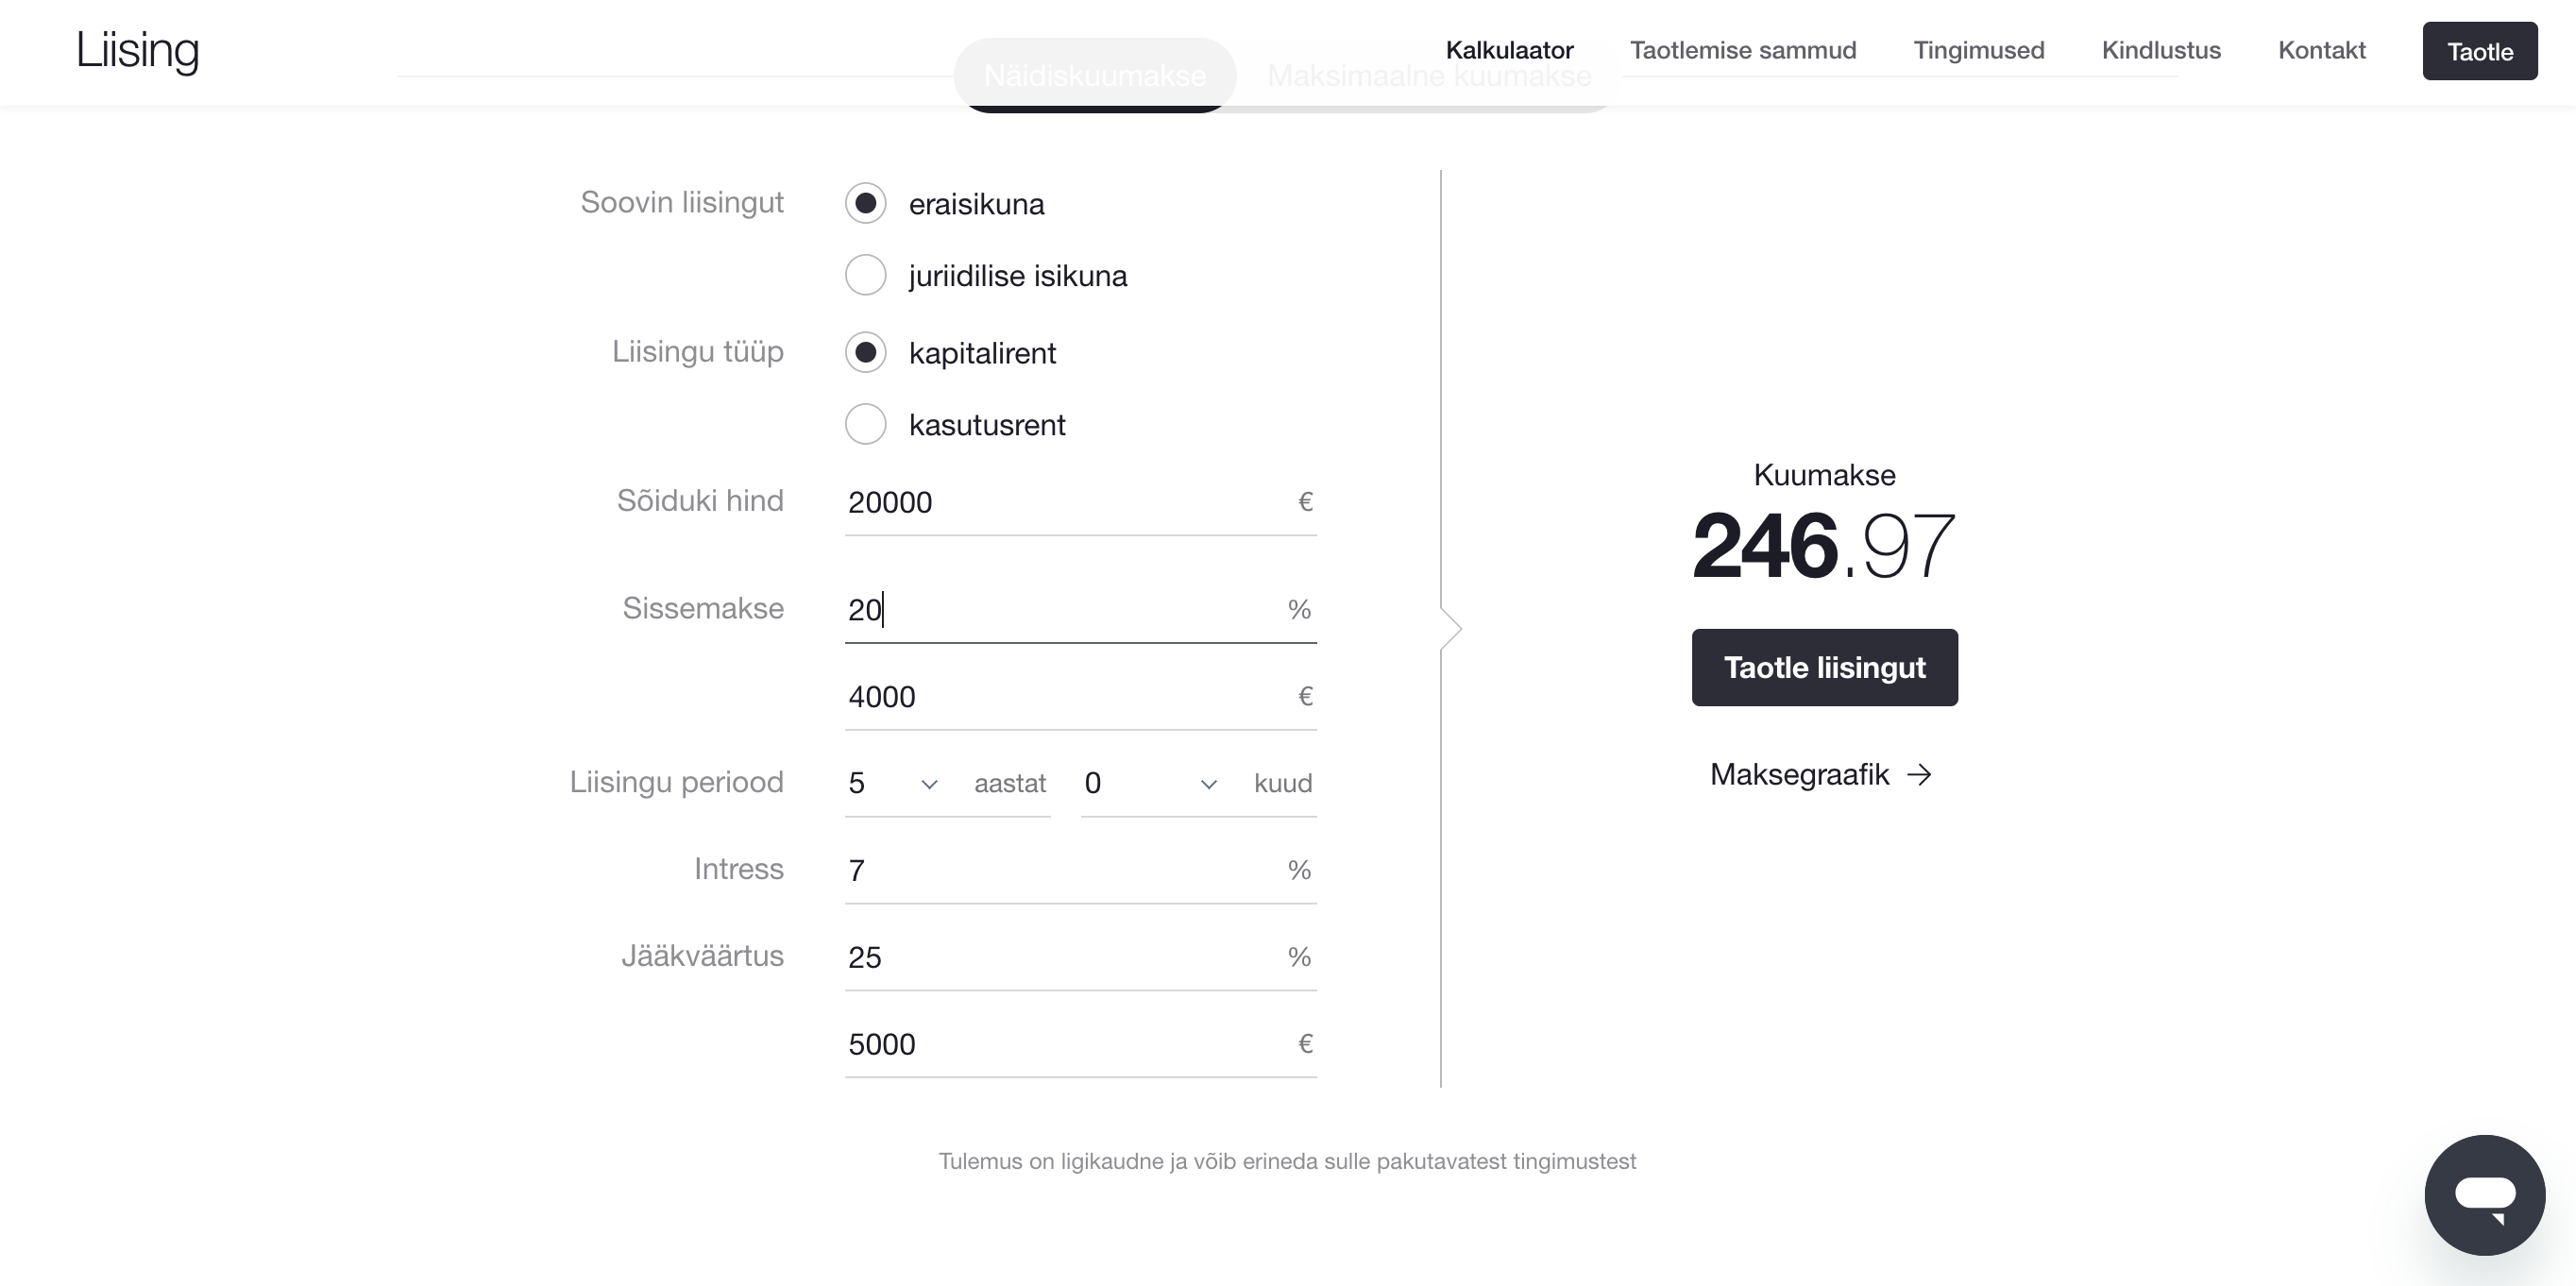 Liising
Kalkulaator
Taotlemise sammud
Tingimused
Kindlustus
Kontakt
Taotle
Näidiskuumakse
Maksimaalne kuumakse
Soovin liisingut
eraisikuna
juriidilise isikuna
Liisingu tüüp
kapitalirent
kasutusrent
Sõiduki hind 20000 €
Sissemakse 20 %
4000 €
Liisingu periood 5 aastat 0 kuud
Intress 7 %
Jääkväärtus 25 %
5000 €
Kuumakse
246.97
Taotle liisingut
Maksegraafik →
Tulemus on ligikaudne ja võib erineda sulle pakutavatest tingimustest